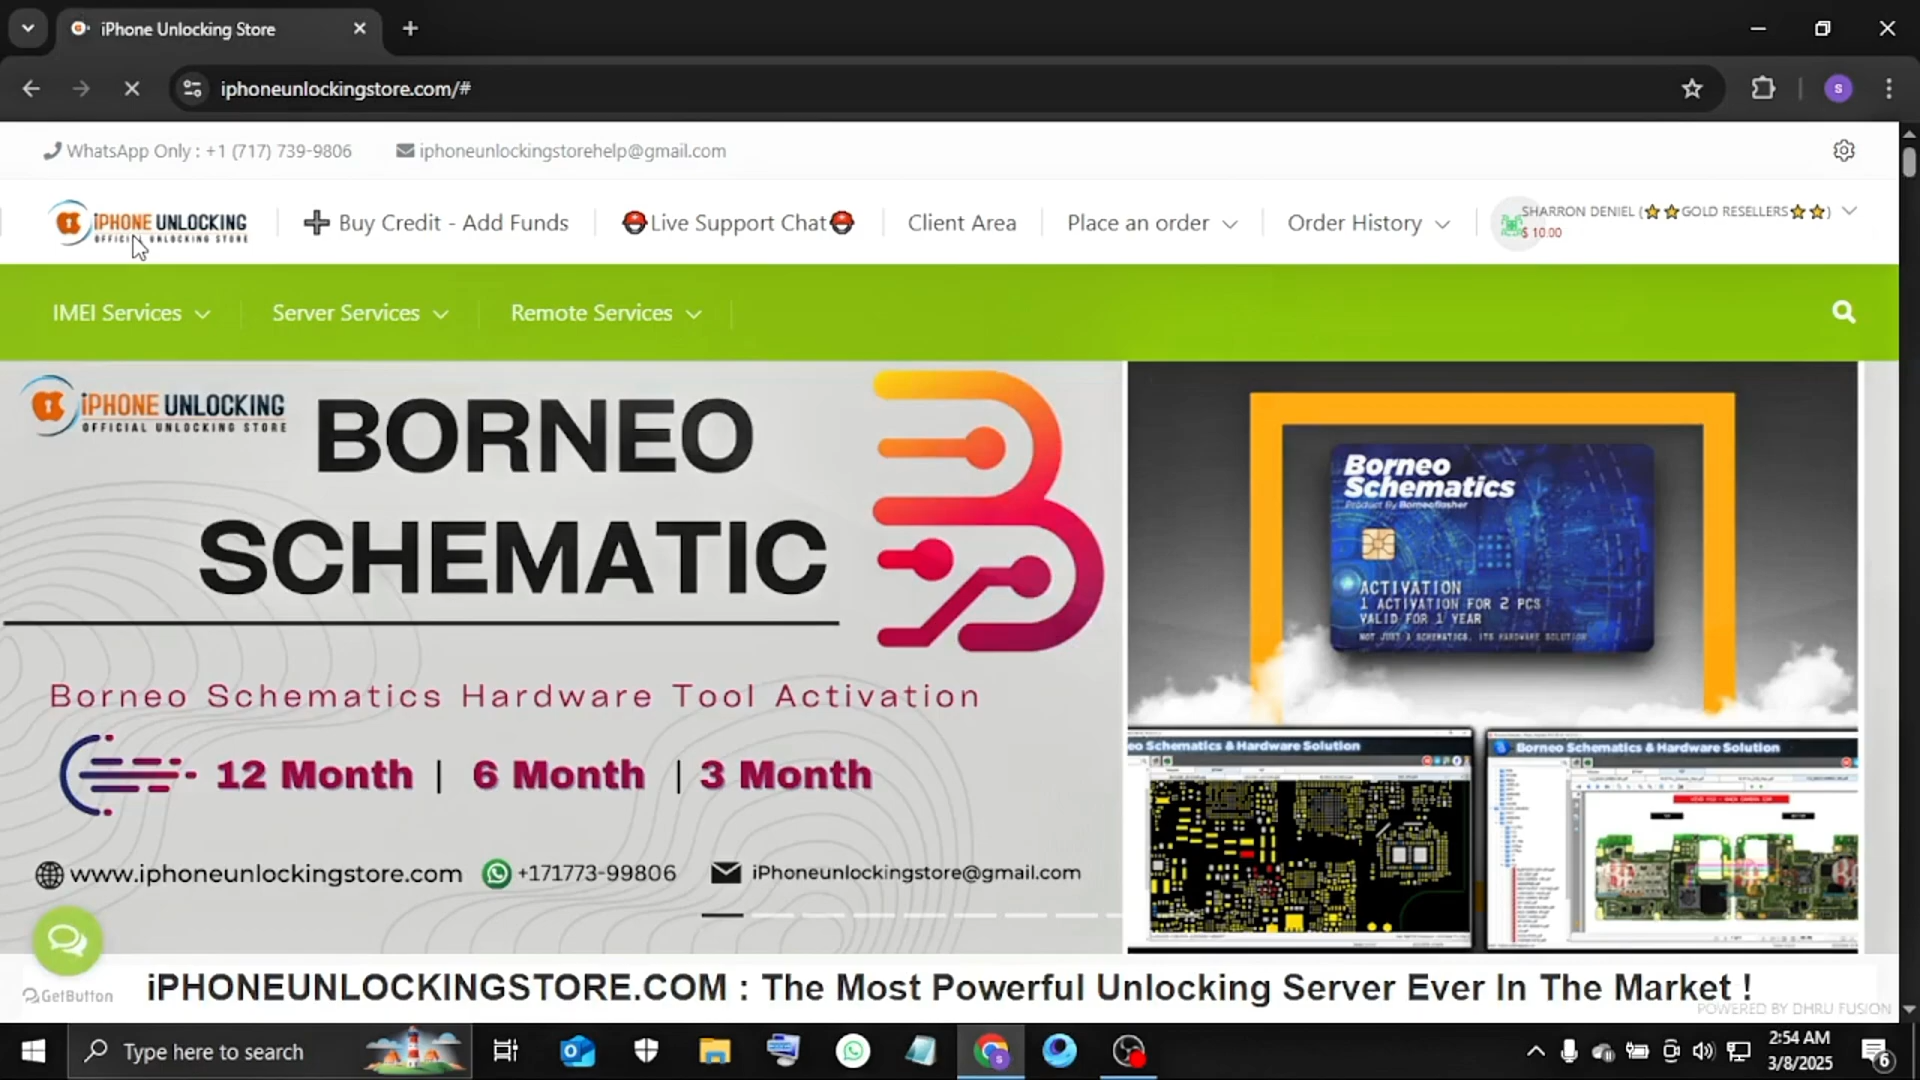 iPhone Unlocking Store
iphoneunlockingstore.com/#
S
WhatsApp Only : +1 (717) 739-9806
iphoneunlockingstorehelp@gmail.com
iPHONE UNLOCKING
OFFICIAL UNLOCKING STORE
Buy Credit - Add Funds
Live Support Chat
Client Area
Place an order
Order History
SHARRON DENIEL (⭐⭐GOLD RESELLERS⭐⭐)
$ 10.00
IMEI Services
Server Services
Remote Services
iPHONE UNLOCKING
OFFICIAL UNLOCKING STORE
BORNEO
SCHEMATIC
Borneo Schematics Hardware Tool Activation
12 Month | 6 Month | 3 Month
www.iphoneunlockingstore.com
+171773-99806
iPhoneunlockingstore@gmail.com
Borneo
Schematics
Product By Borneoflasher
ACTIVATION
1 ACTIVATION FOR 2 PCS
VALID FOR 1 YEAR
NOT JUST A SCHEMATICS, ITS HARDWARE SOLUTION
eo Schematics & Hardware Solution
Borneo Schematics & Hardware Solution
GetButton
iPHONEUNLOCKINGSTORE.COM : The Most Powerful Unlocking Server Ever In The Market !
POWERED BY DHRU FUSION
Type here to search
2:54 AM
3/8/2025
6